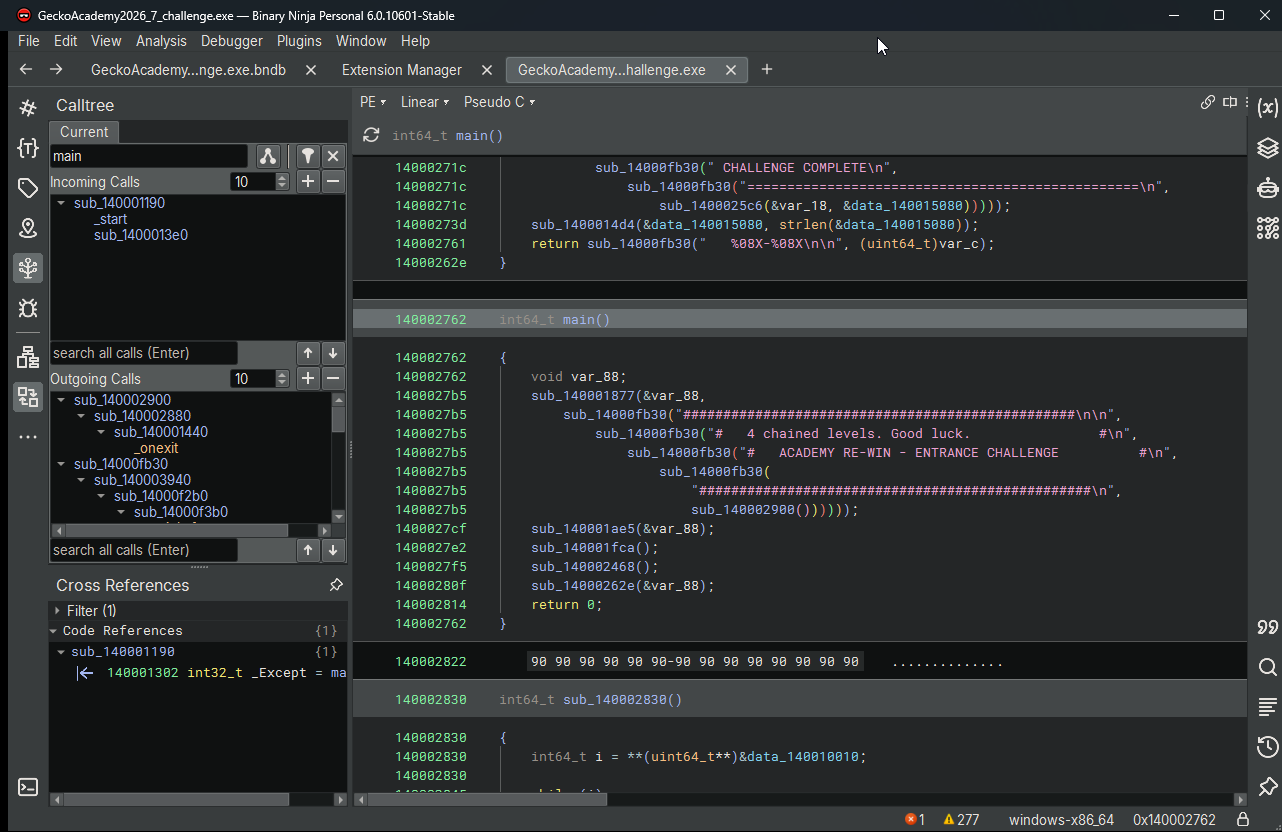 GeckoAcademy2026_7_challenge.exe — Binary Ninja Personal 6.0.10601-Stable
File Edit View Analysis Debugger Plugins Window Help
GeckoAcademy...nge.exe.bndb Extension Manager GeckoAcademy...hallenge.exe
Calltree
Current
main
Incoming Calls 10
sub_140001190
_start
sub_1400013e0
search all calls (Enter)
Outgoing Calls 10
sub_140002900
sub_140002880
sub_140001440
_onexit
sub_14000fb30
sub_140003940
sub_14000f2b0
sub_14000f3b0
search all calls (Enter)
Cross References
Filter (1)
Code References {1}
sub_140001190 {1}
140001302 int32_t _Except = ma
PE Linear Pseudo C
int64_t main()
14000271c sub_14000fb30(" CHALLENGE COMPLETE\n",
14000271c sub_14000fb30("==================================================\n",
14000271c sub_1400025c6(&var_18, &data_140015080)))));
14000273d sub_1400014d4(&data_140015080, strlen(&data_140015080));
140002761 return sub_14000fb30("   %08X-%08X\n\n", (uint64_t)var_c);
14000262e }
140002762 int64_t main()
140002762 {
140002762 void var_88;
1400027b5 sub_140001877(&var_88,
1400027b5 sub_14000fb30("##################################################\n\n",
1400027b5 sub_14000fb30("#   4 chained levels. Good luck.                #\n",
1400027b5 sub_14000fb30("#   ACADEMY RE-WIN - ENTRANCE CHALLENGE          #\n",
1400027b5 sub_14000fb30(
1400027b5 "##################################################\n",
1400027b5 sub_140002900())))));
1400027cf sub_140001ae5(&var_88);
1400027e2 sub_140001fca();
1400027f5 sub_140002468();
14000280f sub_14000262e(&var_88);
140002814 return 0;
140002762 }
140002822 90 90 90 90 90 90-90 90 90 90 90 90 90 90 ..............
140002830 int64_t sub_140002830()
140002830 {
140002830 int64_t i = **(uint64_t**)&data_140010010;
140002830
1 277 windows-x86_64 0x140002762